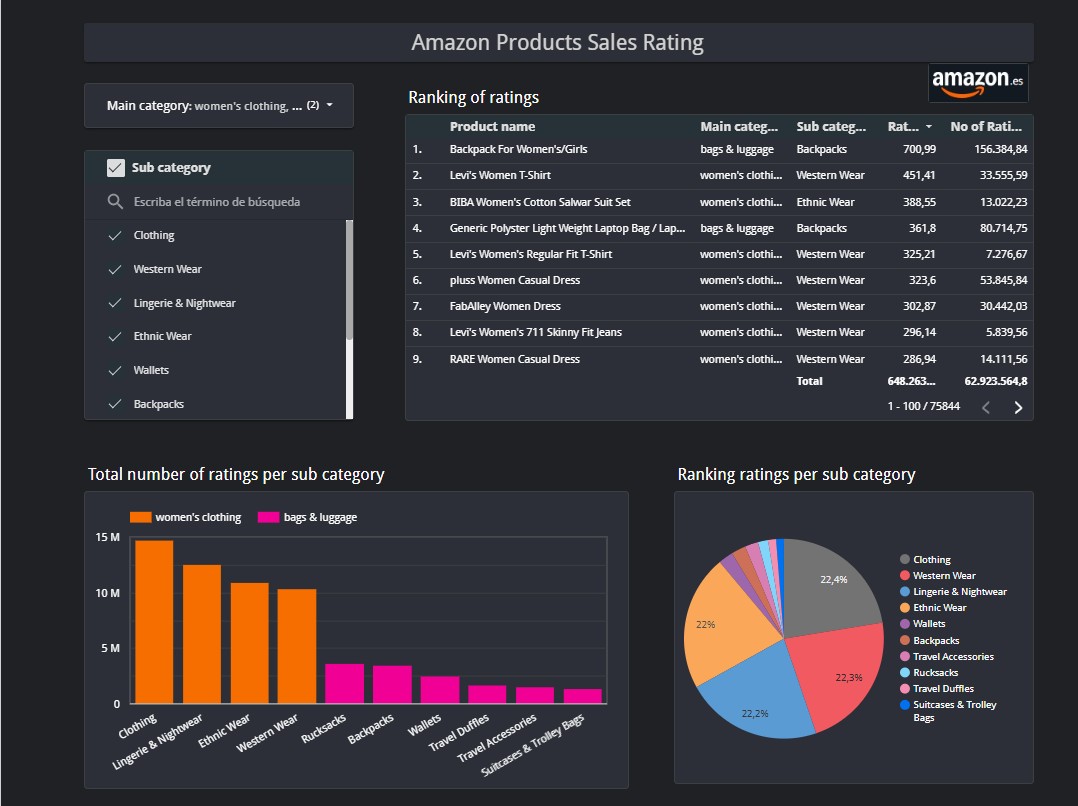 Amazon Products Sales Rating
amazon.es
Main category: women's clothing, ... (2)
Sub category
Escriba el término de búsqueda
Clothing
Western Wear
Lingerie & Nightwear
Ethnic Wear
Wallets
Backpacks
Ranking of ratings
Product name Main categ... Sub categ... Rat... No of Rati...
1. Backpack For Women's/Girls bags & luggage Backpacks 700,99 156.384,84
2. Levi's Women T-Shirt women's clothi... Western Wear 451,41 33.555,59
3. BIBA Women's Cotton Salwar Suit Set women's clothi... Ethnic Wear 388,55 13.022,23
4. Generic Polyster Light Weight Laptop Bag / Lap... bags & luggage Backpacks 361,8 80.714,75
5. Levi's Women's Regular Fit T-Shirt women's clothi... Western Wear 325,21 7.276,67
6. pluss Women Casual Dress women's clothi... Western Wear 323,6 53.845,84
7. FabAlley Women Dress women's clothi... Western Wear 302,87 30.442,03
8. Levi's Women's 711 Skinny Fit Jeans women's clothi... Western Wear 296,14 5.839,56
9. RARE Women Casual Dress women's clothi... Western Wear 286,94 14.111,56
Total 648.263... 62.923.564,8
1 - 100 / 75844
Total number of ratings per sub category
women's clothing bags & luggage
15 M
10 M
5 M
0
Clothing
Lingerie & Nightwear
Ethnic Wear
Western Wear
Rucksacks
Backpacks
Wallets
Travel Duffles
Travel Accessories
Suitcases & Trolley Bags
Ranking ratings per sub category
22,4%
22,3%
22,2%
22%
Clothing
Western Wear
Lingerie & Nightwear
Ethnic Wear
Wallets
Backpacks
Travel Accessories
Rucksacks
Travel Duffles
Suitcases & Trolley
Bags